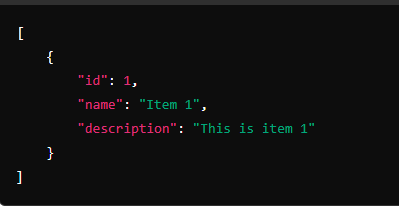 [
    {
        "id": 1,
        "name": "Item 1",
        "description": "This is item 1"
    }
]